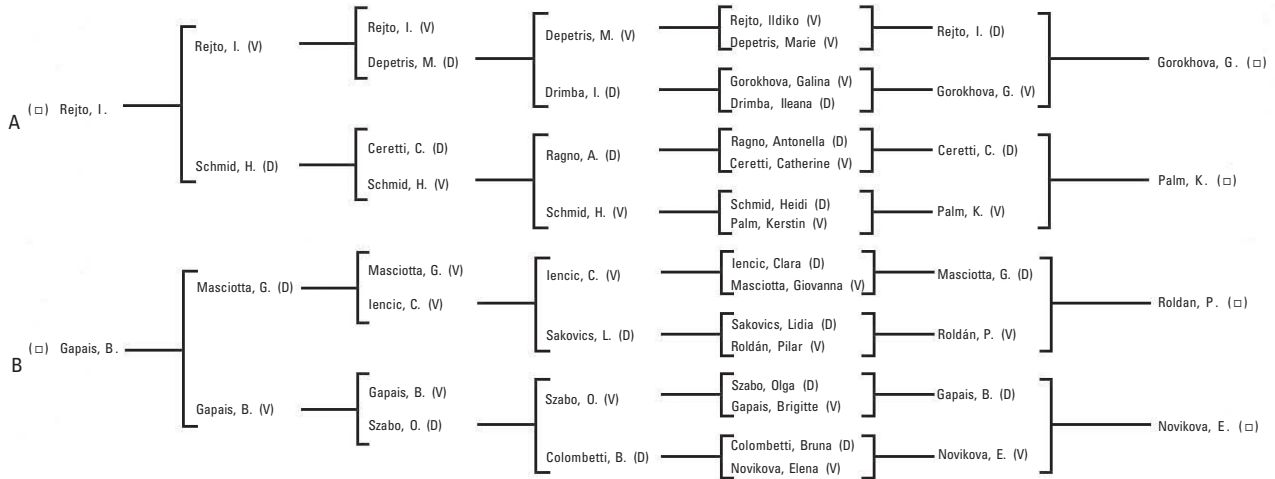 Rejto, I. (V)
Depetris, M. (V)
Rejto, Ildiko (V)
Depetris, Marie (V)
Rejto, I. (D)
Rejto, I. (V)
Depetris, M. (D)
Gorokhova, G. (□)
Drimba, I. (D)
Gorokhova, Galina (V)
Drimba, Ileana (D)
Gorokhova, G. (V)
A (□) Rejto, I.
Ceretti, C. (D)
Ragno, A. (D)
Ragno, Antonella (D)
Ceretti, Catherine (V)
Ceretti, C. (D)
Schmid, H. (D)
Schmid, H. (V)
Palm, K. (□)
Schmid, H. (V)
Schmid, Heidi (D)
Palm, Kerstin (V)
Palm, K. (V)
Masciotta, G. (D)
Masciotta, G. (V)
Iencic, C. (V)
Iencic, C. (V)
Iencic, Clara (D)
Masciotta, Giovanna (V)
Masciotta, G. (D)
Roldan, P. (□)
Sakovics, L. (D)
Sakovics, Lidia (D)
Roldán, Pilar (V)
Roldán, P. (V)
B (□) Gapais, B.
Gapais, B. (V)
Gapais, B. (V)
Szabo, O. (D)
Szabo, O. (V)
Szabo, Olga (D)
Gapais, Brigitte (V)
Gapais, B. (D)
Novikova, E. (□)
Colombetti, B. (D)
Colombetti, Bruna (D)
Novikova, Elena (V)
Novikova, E. (V)